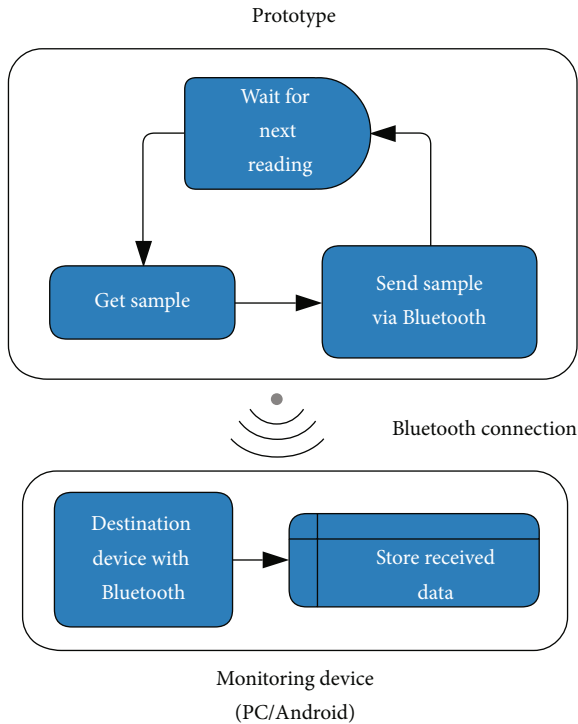 Prototype
Wait for
next
reading
Get sample
Send sample
via Bluetooth
Bluetooth connection
Destination
device with
Bluetooth
Store received
data
Monitoring device
(PC/Android)